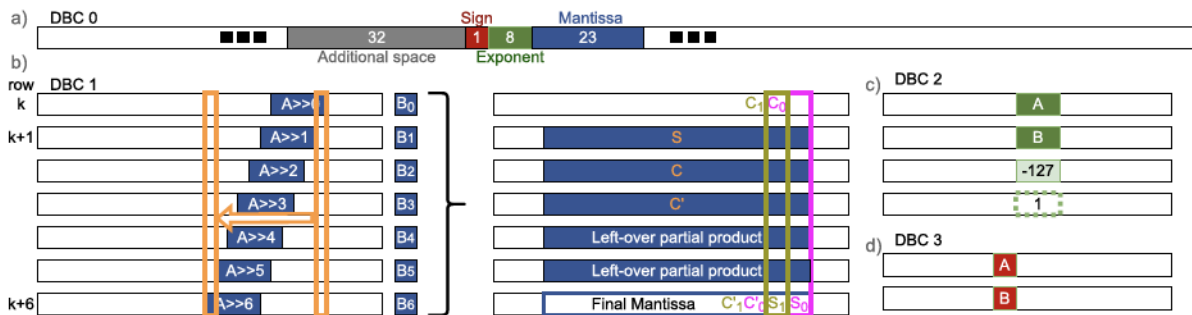 a) DBC 0 Sign Mantissa
32 1 8 23
Additional space Exponent
b)
row DBC 1 c) DBC 2
k A>>0 B0 C1 C0 A
k+1 A>>1 B1 S B
A>>2 B2 C -127
A>>3 B3 C' 1
A>>4 B4 Left-over partial product d) DBC 3
A>>5 B5 Left-over partial product A
k+6 A>>6 B6 Final Mantissa C'1 C'0 S1 S0 B